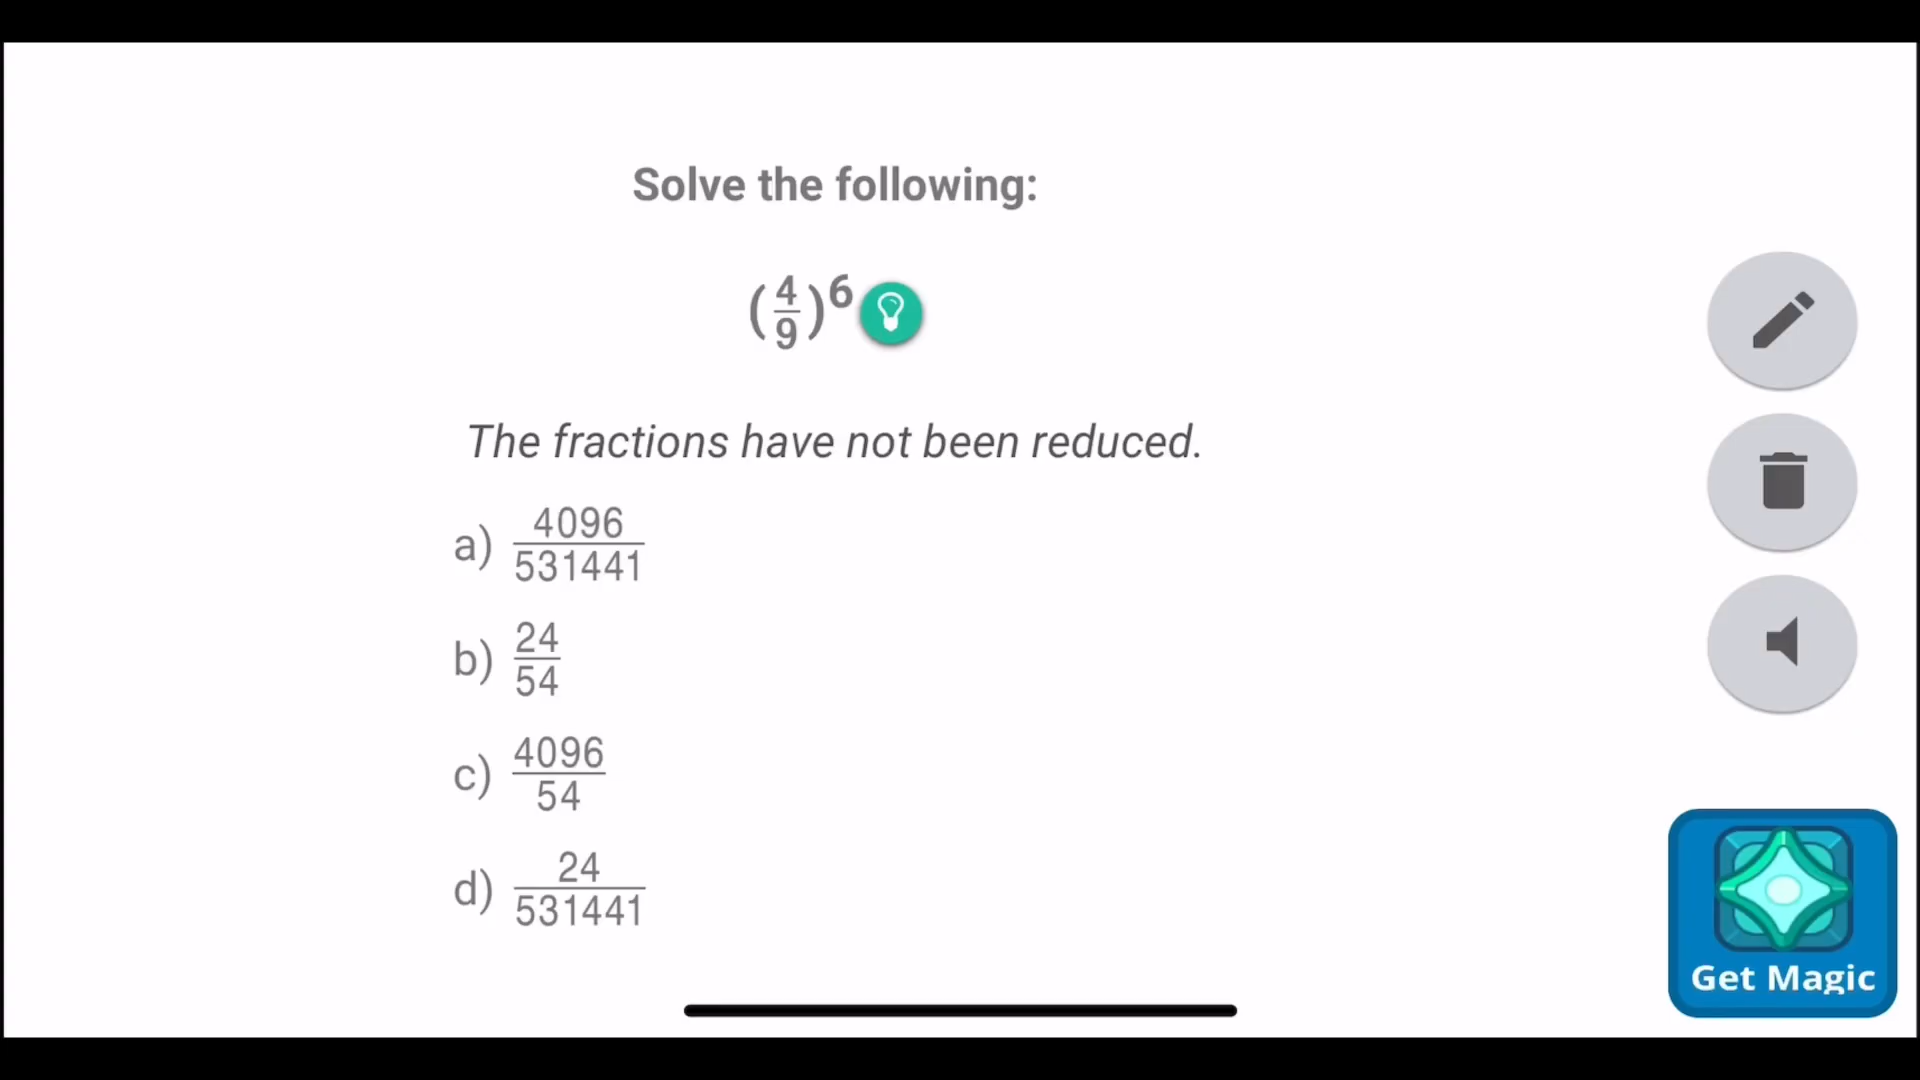 Solve the following:
(4/9)^6
The fractions have not been reduced.
a) 4096/531441
b) 24/54
c) 4096/54
d) 24/531441
Get Magic